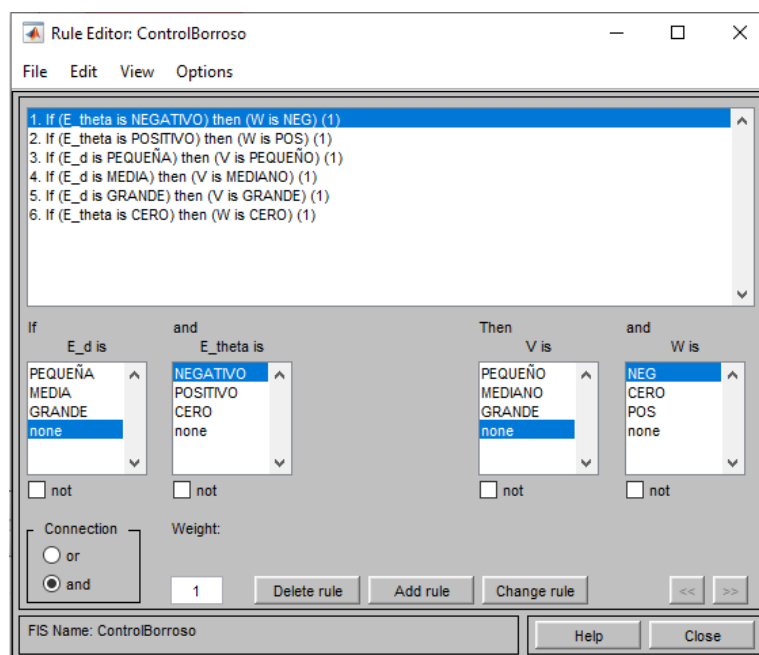 Rule Editor: ControlBorroso
File Edit View Options
1. If (E_theta is NEGATIVO) then (W is NEG) (1)
2. If (E_theta is POSITIVO) then (W is POS) (1)
3. If (E_d is PEQUEÑA) then (V is PEQUEÑO) (1)
4. If (E_d is MEDIA) then (V is MEDIANO) (1)
5. If (E_d is GRANDE) then (V is GRANDE) (1)
6. If (E_theta is CERO) then (W is CERO) (1)
If and Then and
E_d is E_theta is V is W is
PEQUEÑA NEGATIVO PEQUEÑO NEG
MEDIA POSITIVO MEDIANO CERO
GRANDE CERO GRANDE POS
none none none none
not not not not
Connection Weight:
or
and 1 Delete rule Add rule Change rule << >>
FIS Name: ControlBorroso Help Close